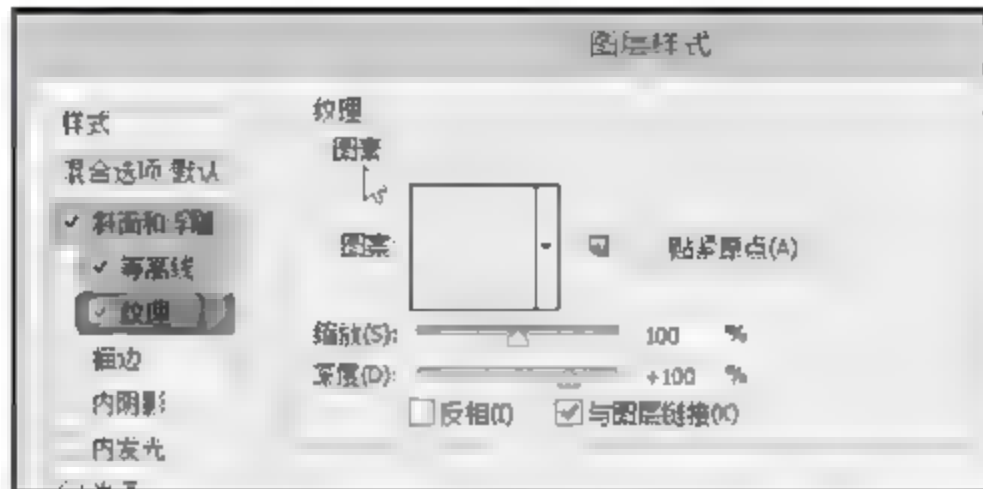 图层样式
样式
混合选项 默认
斜面和浮雕
等高线
纹理
描边
内阴影
内发光
纹理
图案
图案:
贴紧原点(A)
缩放(S): 100 %
深度(D): +100 %
反相(I) 与图层链接(K)